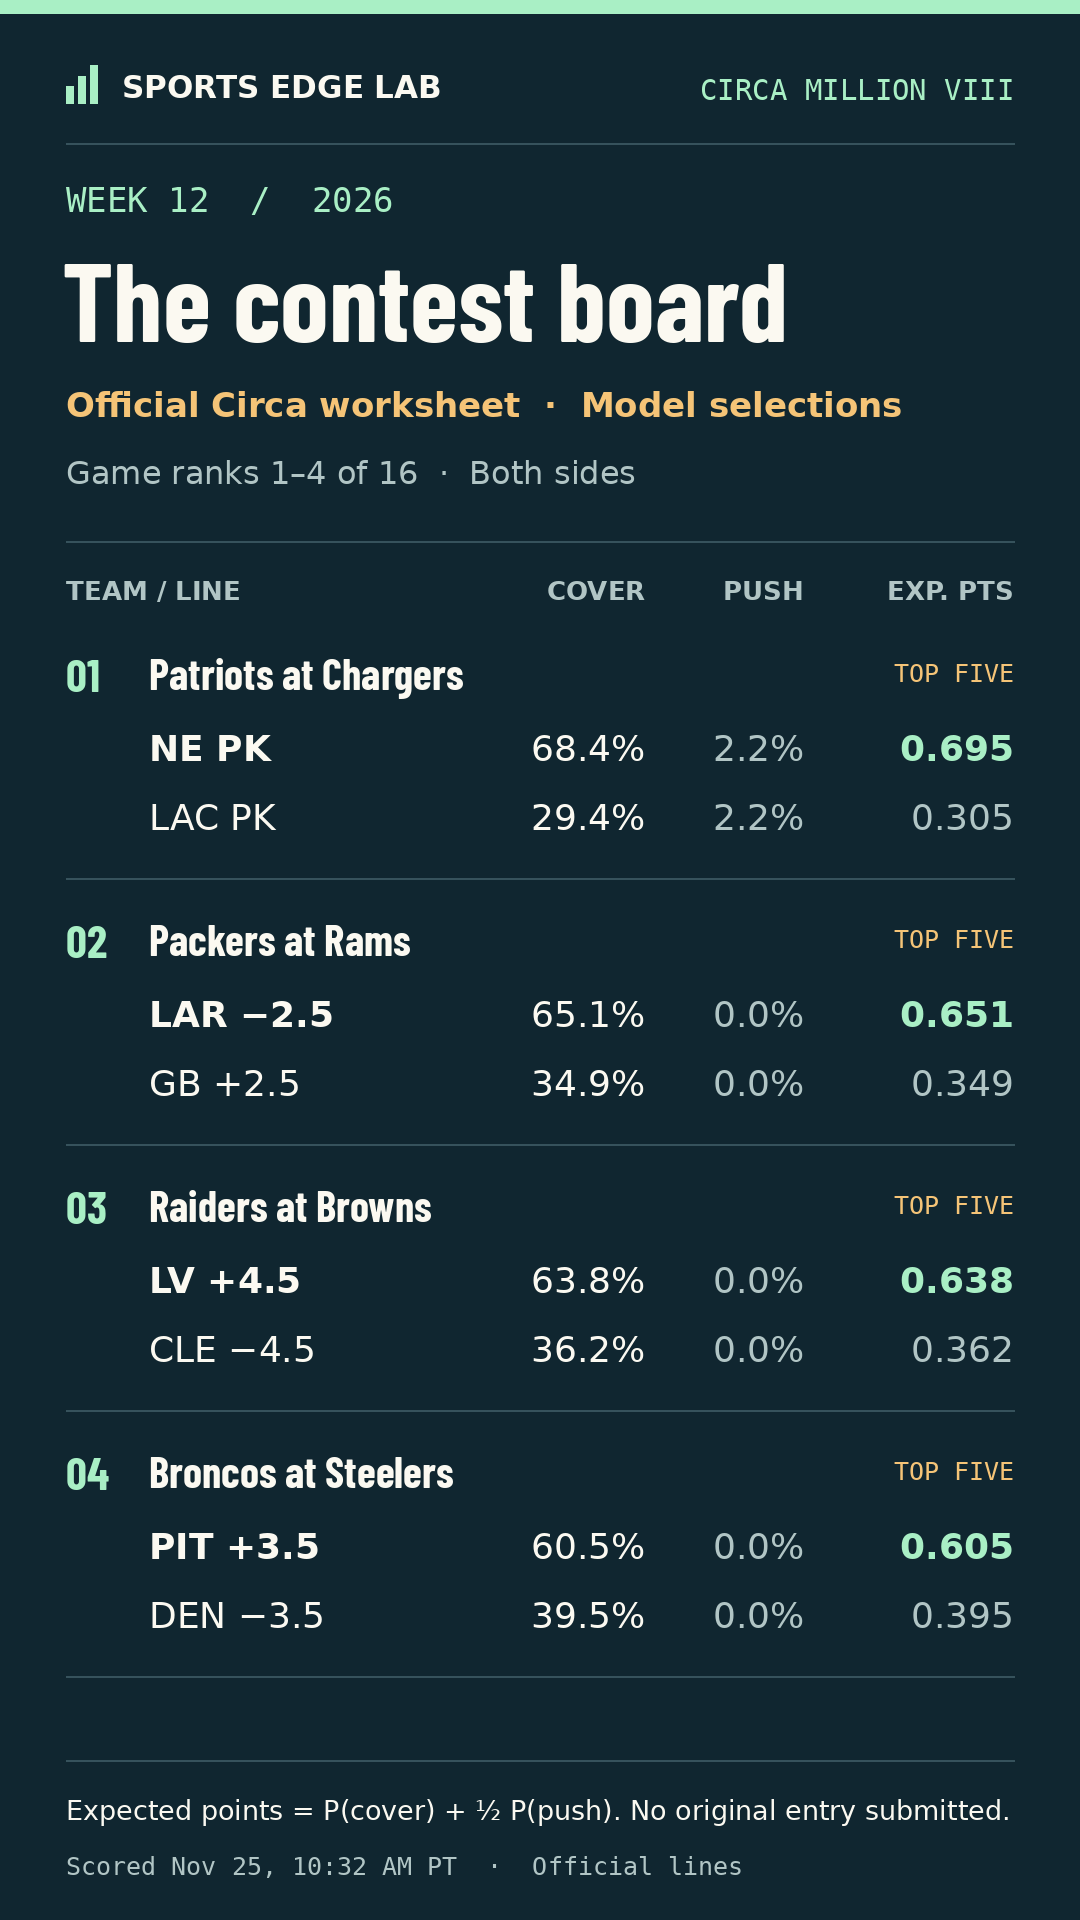 SPORTS EDGE LAB
CIRCA MILLION VIII
WEEK 12 / 2026
The contest board
Official Circa worksheet · Model selections
Game ranks 1–4 of 16 · Both sides
TEAM / LINE COVER PUSH EXP. PTS
01 Patriots at Chargers TOP FIVE
NE PK 68.4% 2.2% 0.695
LAC PK 29.4% 2.2% 0.305
02 Packers at Rams TOP FIVE
LAR −2.5 65.1% 0.0% 0.651
GB +2.5 34.9% 0.0% 0.349
03 Raiders at Browns TOP FIVE
LV +4.5 63.8% 0.0% 0.638
CLE −4.5 36.2% 0.0% 0.362
04 Broncos at Steelers TOP FIVE
PIT +3.5 60.5% 0.0% 0.605
DEN −3.5 39.5% 0.0% 0.395
Expected points = P(cover) + ½ P(push). No original entry submitted.
Scored Nov 25, 10:32 AM PT · Official lines